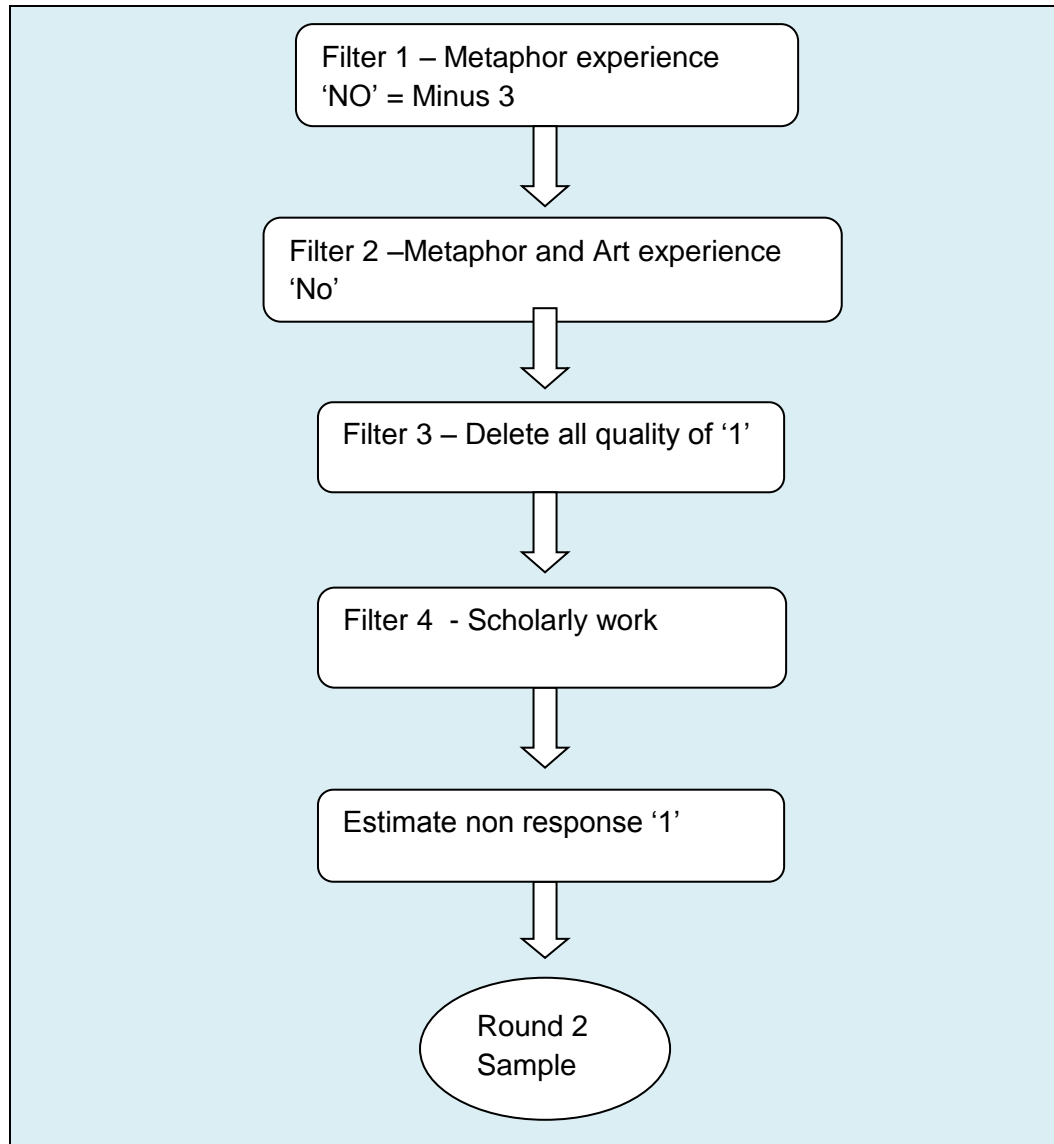 Filter 1 – Metaphor experience
‘NO’ = Minus 3
Filter 2 –Metaphor and Art experience
‘No’
Filter 3 – Delete all quality of ‘1’
Filter 4  - Scholarly work
Estimate non response ‘1’
Round 2
Sample